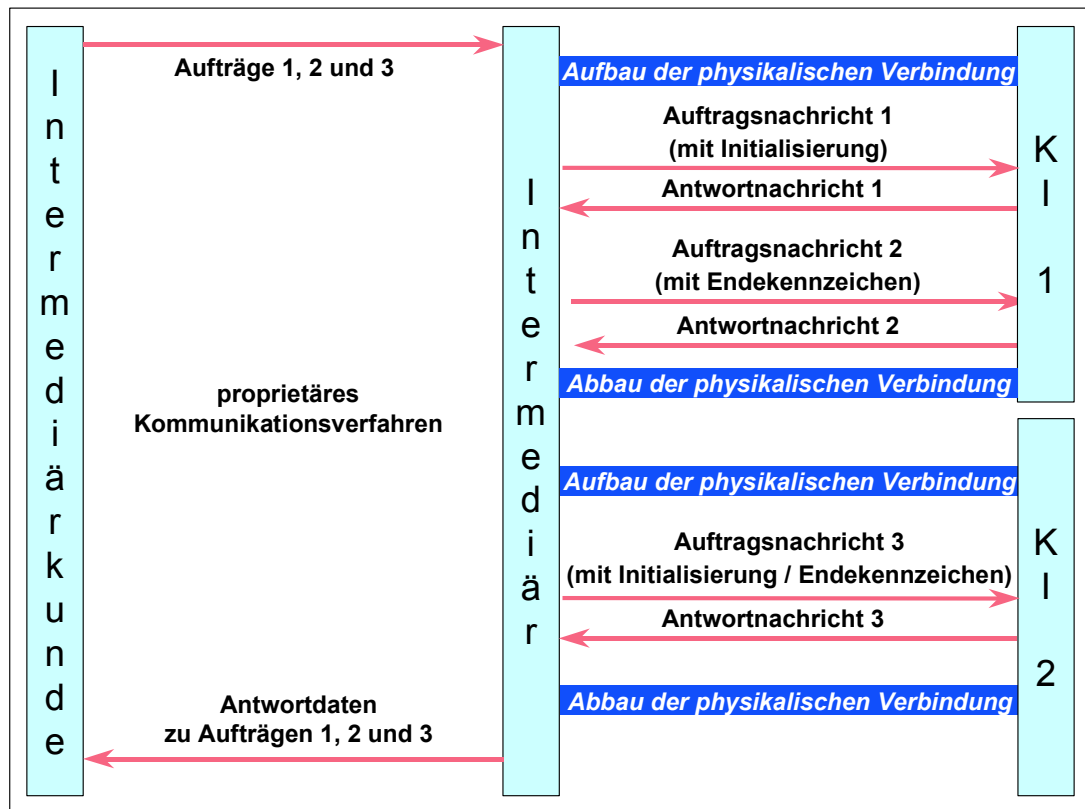 Intermediärkunde
Aufträge 1, 2 und 3
proprietäres
Kommunikationsverfahren
Antwortdaten
zu Aufträgen 1, 2 und 3
Intermediär
Aufbau der physikalischen Verbindung
Auftragsnachricht 1
(mit Initialisierung)
Antwortnachricht 1
Auftragsnachricht 2
(mit Endekennzeichen)
Antwortnachricht 2
Abbau der physikalischen Verbindung
KI 1
Aufbau der physikalischen Verbindung
Auftragsnachricht 3
(mit Initialisierung / Endekennzeichen)
Antwortnachricht 3
Abbau der physikalischen Verbindung
KI 2